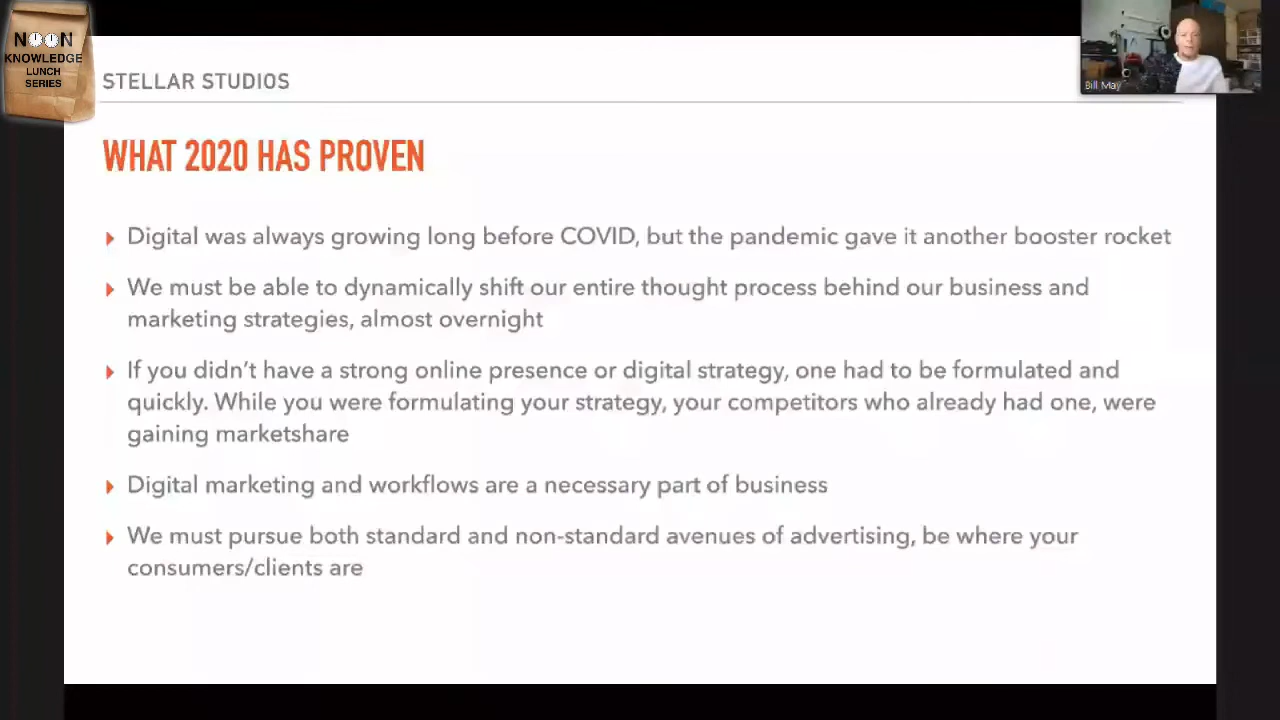 NOON
KNOWLEDGE
LUNCH
SERIES
Bill May
STELLAR STUDIOS
WHAT 2020 HAS PROVEN
Digital was always growing long before COVID, but the pandemic gave it another booster rocket
We must be able to dynamically shift our entire thought process behind our business and
marketing strategies, almost overnight
If you didn't have a strong online presence or digital strategy, one had to be formulated and
quickly. While you were formulating your strategy, your competitors who already had one, were
gaining marketshare
Digital marketing and workflows are a necessary part of business
We must pursue both standard and non-standard avenues of advertising, be where your
consumers/clients are